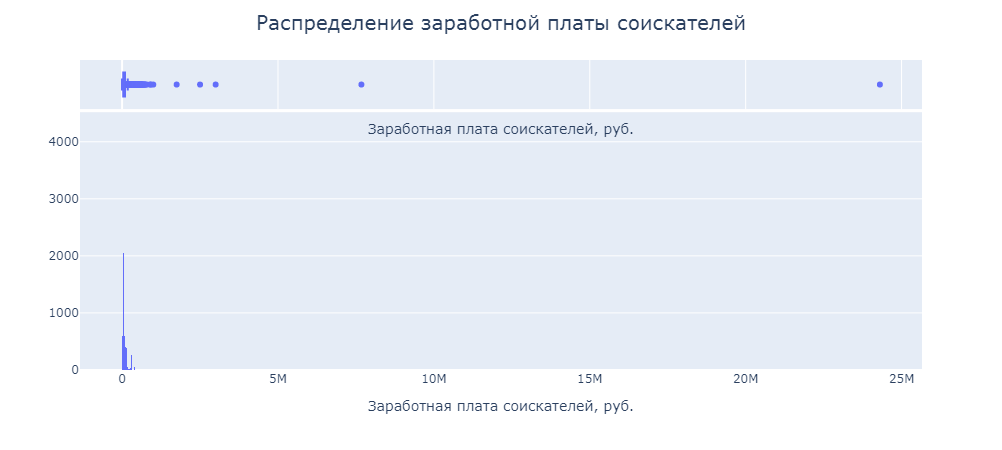 Распределение заработной платы соискателей
Заработная плата соискателей, руб.
4000
3000
2000
1000
0
0 5M 10M 15M 20M 25M
Заработная плата соискателей, руб.